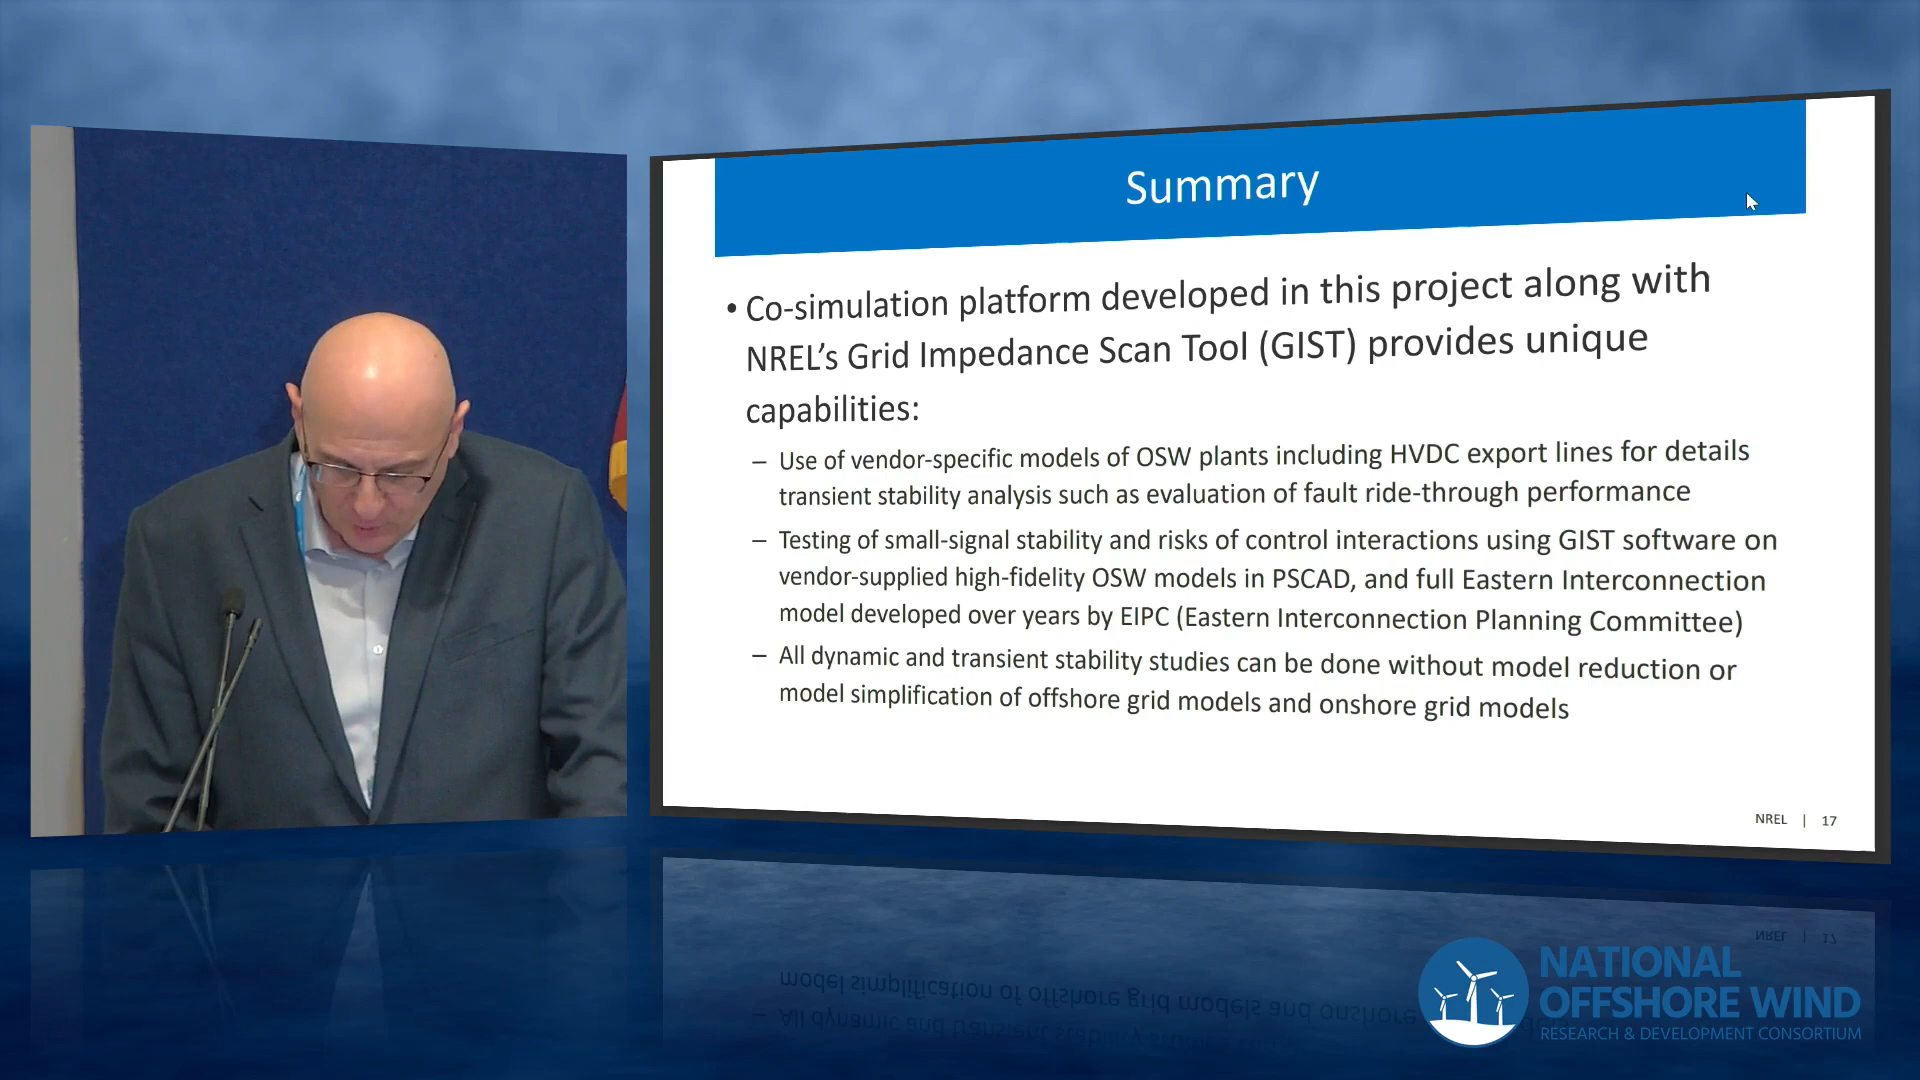 Summary
• Co-simulation platform developed in this project along with
NREL’s Grid Impedance Scan Tool (GIST) provides unique
capabilities:
– Use of vendor-specific models of OSW plants including HVDC export lines for details
transient stability analysis such as evaluation of fault ride-through performance
– Testing of small-signal stability and risks of control interactions using GIST software on
vendor-supplied high-fidelity OSW models in PSCAD, and full Eastern Interconnection
model developed over years by EIPC (Eastern Interconnection Planning Committee)
– All dynamic and transient stability studies can be done without model reduction or
model simplification of offshore grid models and onshore grid models
NREL | 17
NATIONAL
OFFSHORE WIND
RESEARCH & DEVELOPMENT CONSORTIUM